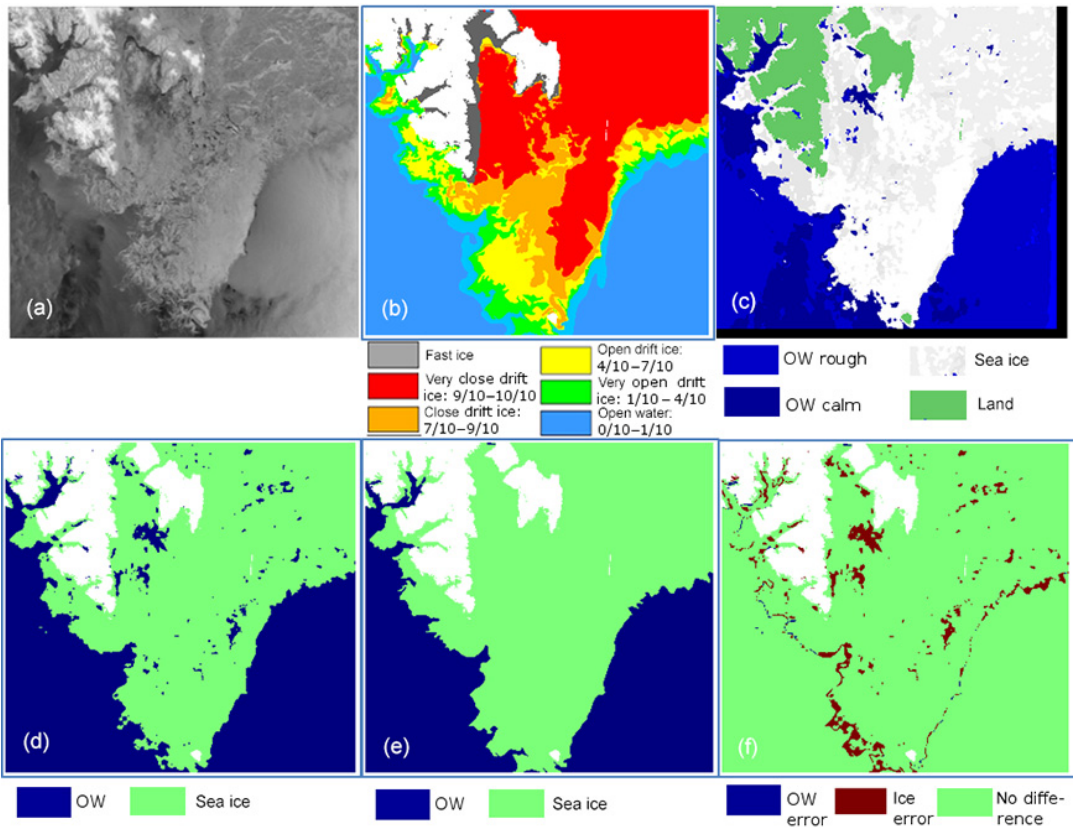 (a)
(b)
(c)
Fast ice
Very close drift
ice: 9/10–10/10
Close drift ice:
7/10–9/10
Open drift ice:
4/10–7/10
Very open drift
ice: 1/10–4/10
Open water:
0/10–1/10
OW rough
Sea ice
OW calm
Land
(d)
(e)
(f)
OW
Sea ice
OW
Sea ice
OW
error
Ice
error
No diffe-
rence